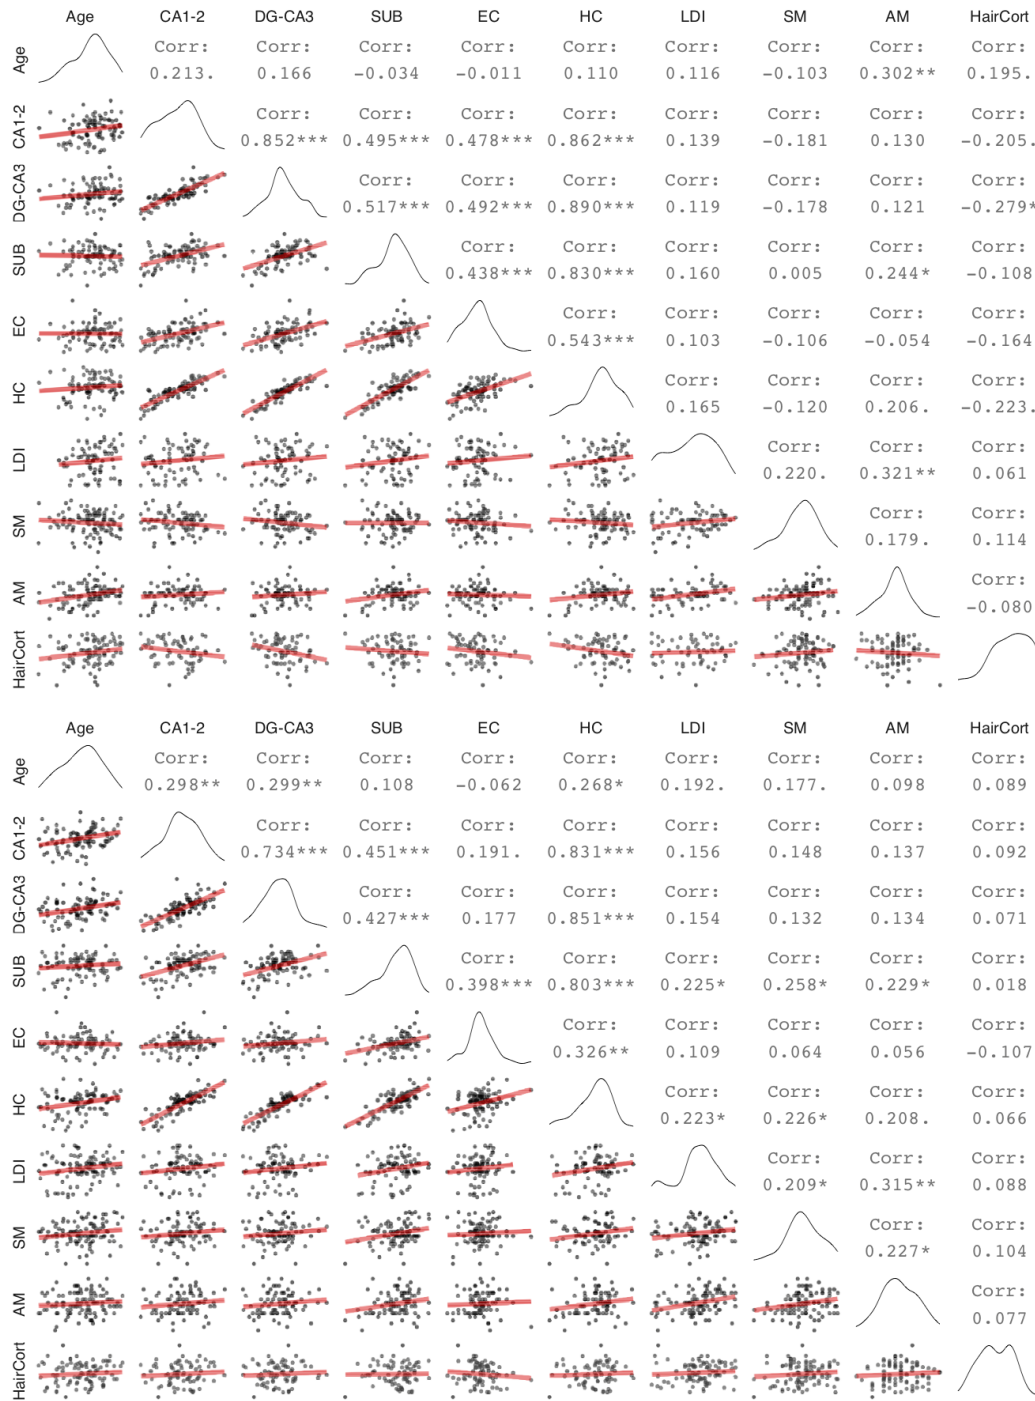 Age CA1-2 DG-CA3 SUB EC HC LDI SM AM HairCort
Age Corr: Corr: Corr: Corr: Corr: Corr: Corr: Corr: Corr:
0.213. 0.166 -0.034 -0.011 0.110 0.116 -0.103 0.302** 0.195.
CA1-2 Corr: Corr: Corr: Corr: Corr: Corr: Corr: Corr:
0.852*** 0.495*** 0.478*** 0.862*** 0.139 -0.181 0.130 -0.205.
DG-CA3 Corr: Corr: Corr: Corr: Corr: Corr: Corr:
0.517*** 0.492*** 0.890*** 0.119 -0.178 0.121 -0.279*
SUB Corr: Corr: Corr: Corr: Corr: Corr:
0.438*** 0.830*** 0.160 0.005 0.244* -0.108
EC Corr: Corr: Corr: Corr: Corr:
0.543*** 0.103 -0.106 -0.054 -0.164
HC Corr: Corr: Corr: Corr:
0.165 -0.120 0.206. -0.223.
LDI Corr: Corr: Corr:
0.220. 0.321** 0.061
SM Corr: Corr:
0.179. 0.114
AM Corr:
-0.080
HairCort
Age CA1-2 DG-CA3 SUB EC HC LDI SM AM HairCort
Age Corr: Corr: Corr: Corr: Corr: Corr: Corr: Corr: Corr:
0.298** 0.299** 0.108 -0.062 0.268* 0.192. 0.177. 0.098 0.089
CA1-2 Corr: Corr: Corr: Corr: Corr: Corr: Corr: Corr:
0.734*** 0.451*** 0.191. 0.831*** 0.156 0.148 0.137 0.092
DG-CA3 Corr: Corr: Corr: Corr: Corr: Corr: Corr:
0.427*** 0.177 0.851*** 0.154 0.132 0.134 0.071
SUB Corr: Corr: Corr: Corr: Corr: Corr:
0.398*** 0.803*** 0.225* 0.258* 0.229* 0.018
EC Corr: Corr: Corr: Corr: Corr:
0.326** 0.109 0.064 0.056 -0.107
HC Corr: Corr: Corr: Corr:
0.223* 0.226* 0.208. 0.066
LDI Corr: Corr: Corr:
0.209* 0.315** 0.088
SM Corr: Corr:
0.227* 0.104
AM Corr:
0.077
HairCort